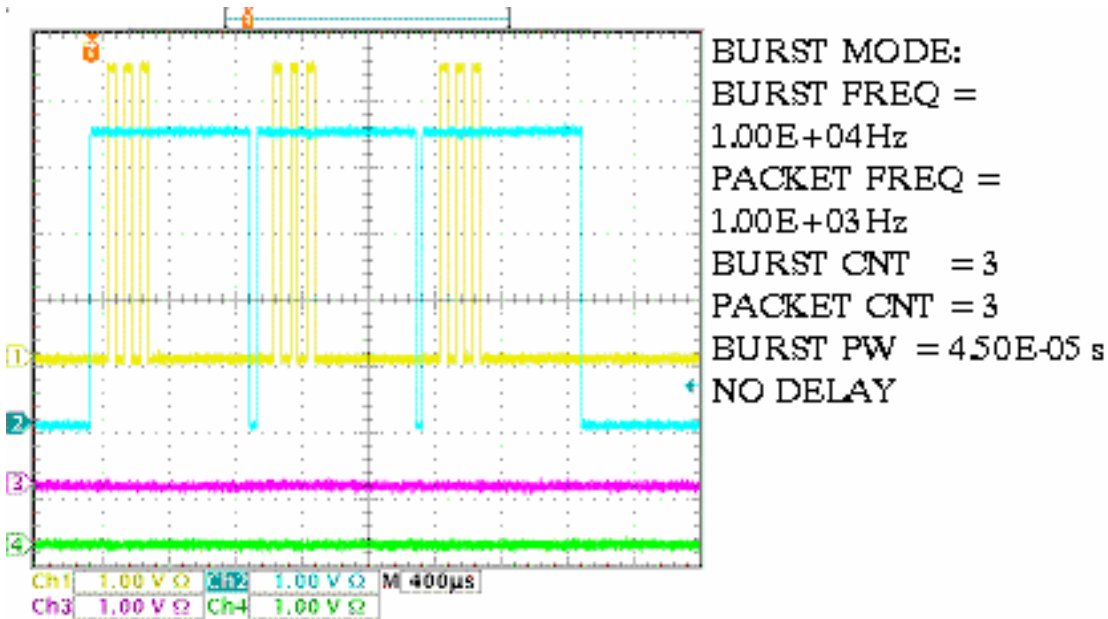 BURST MODE:
BURST FREQ =
1.00E+04Hz
PACKET FREQ =
1.00E+03Hz
BURST CNT = 3
PACKET CNT = 3
BURST PW = 4.50E-05 s
NO DELAY
1
2
3
4
Ch1 1.00 V Ω Ch2 1.00 V Ω M 400µs
Ch3 1.00 V Ω Ch4 1.00 V Ω